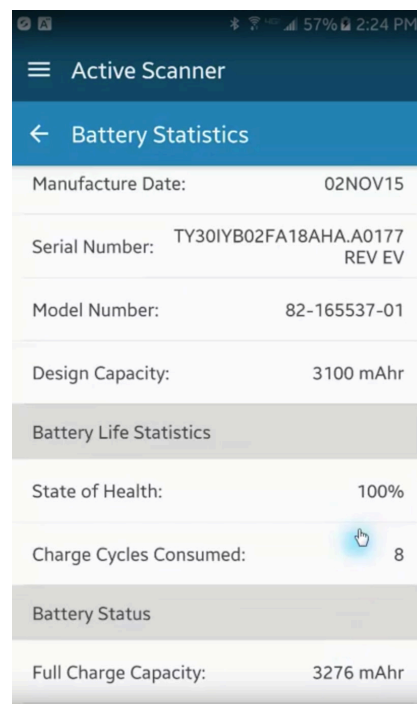 57% 2:24 PM
Active Scanner
Battery Statistics
Manufacture Date: 02NOV15
Serial Number: TY30IYB02FA18AHA.A0177
REV EV
Model Number: 82-165537-01
Design Capacity: 3100 mAhr
Battery Life Statistics
State of Health: 100%
Charge Cycles Consumed: 8
Battery Status
Full Charge Capacity: 3276 mAhr